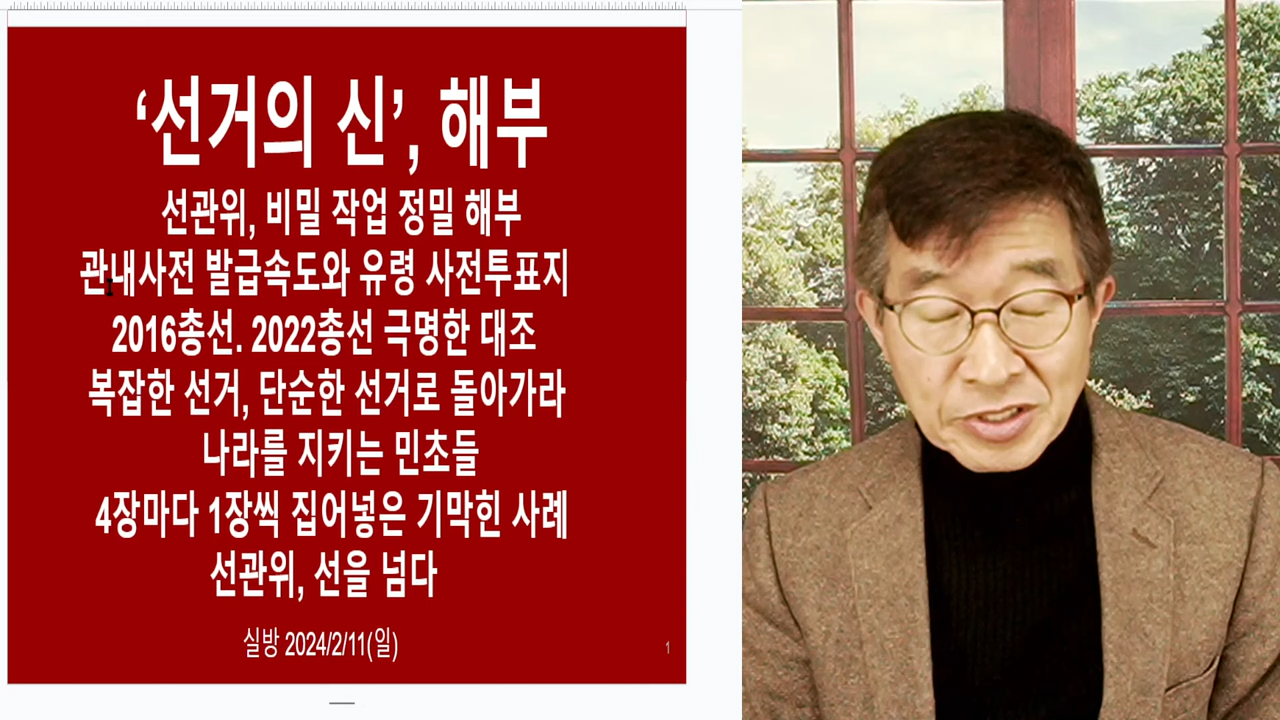 ‘선거의 신’, 해부
선관위, 비밀 작업 정밀 해부
관내사전 발급속도와 유령 사전투표지
2016총선. 2022총선 극명한 대조
복잡한 선거, 단순한 선거로 돌아가라
나라를 지키는 민초들
4장마다 1장씩 집어넣은 기막힌 사례
선관위, 선을 넘다
실방 2024/2/11(일)
1